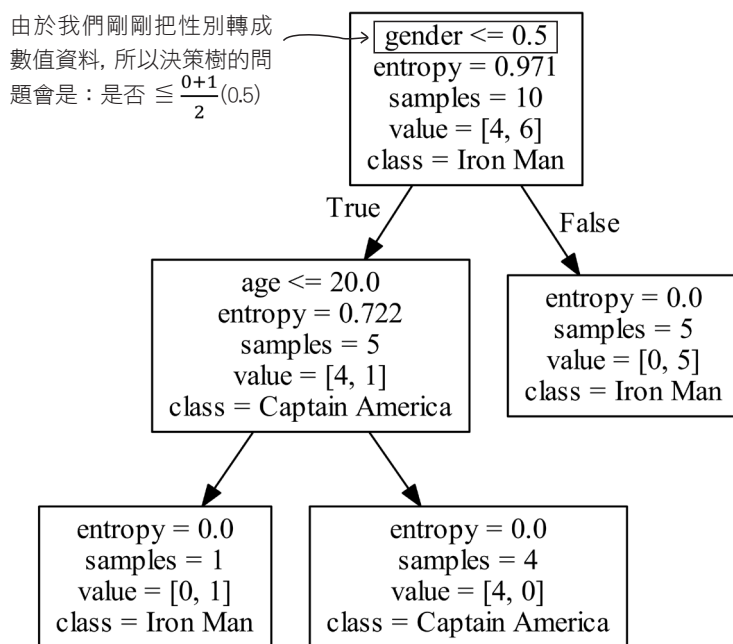 由於我們剛剛把性別轉成
數值資料, 所以決策樹的問
題會是：是否 ≦ 0+1/2 (0.5)
gender <= 0.5
entropy = 0.971
samples = 10
value = [4, 6]
class = Iron Man
True
False
age <= 20.0
entropy = 0.722
samples = 5
value = [4, 1]
class = Captain America
entropy = 0.0
samples = 5
value = [0, 5]
class = Iron Man
entropy = 0.0
samples = 1
value = [0, 1]
class = Iron Man
entropy = 0.0
samples = 4
value = [4, 0]
class = Captain America